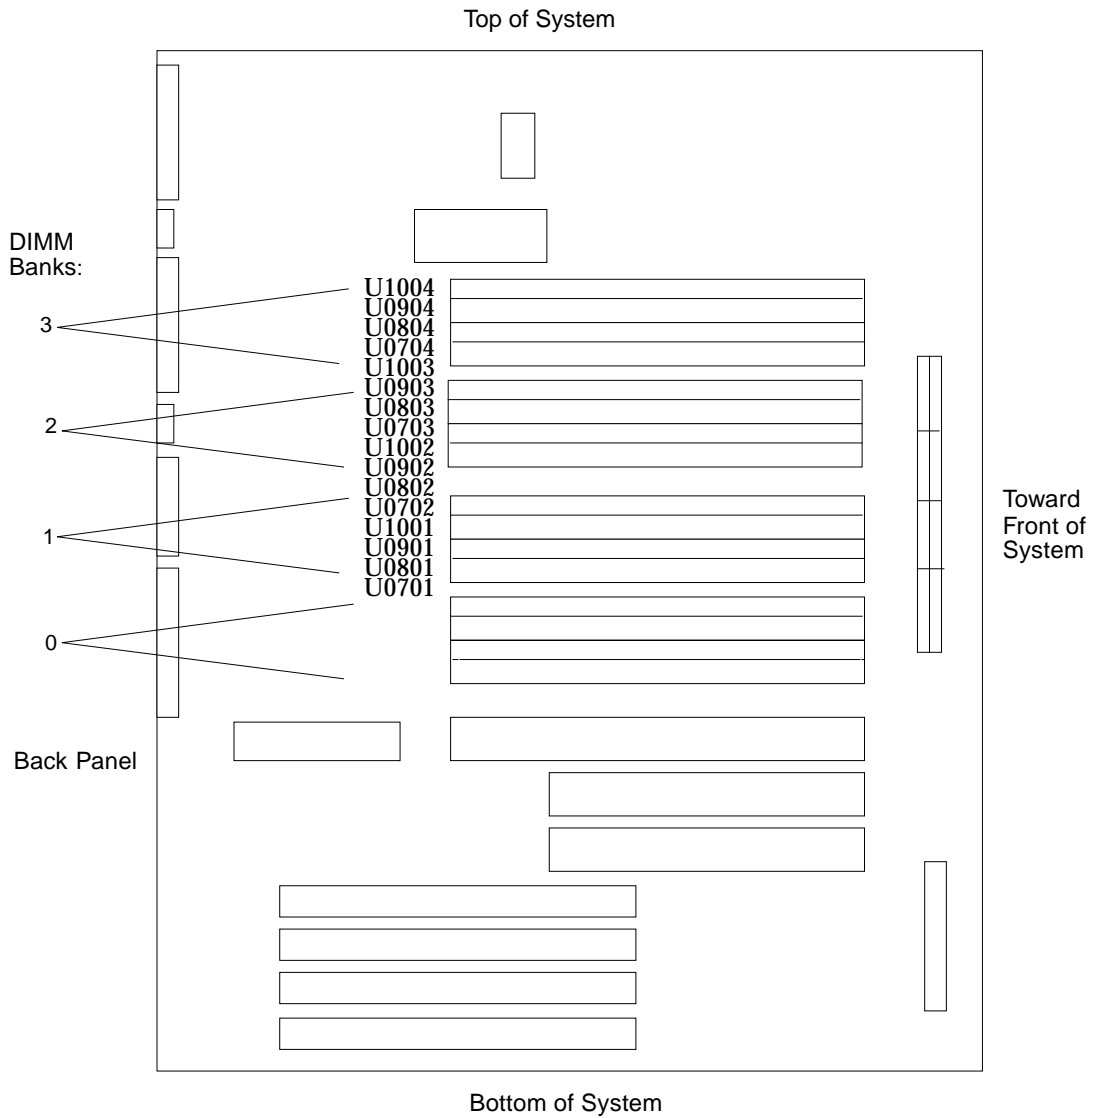 Top of System
DIMM
Banks:
3
2
1
0
U1004
U0904
U0804
U0704
U1003
U0903
U0803
U0703
U1002
U0902
U0802
U0702
U1001
U0901
U0801
U0701
Toward
Front of
System
Back Panel
Bottom of System